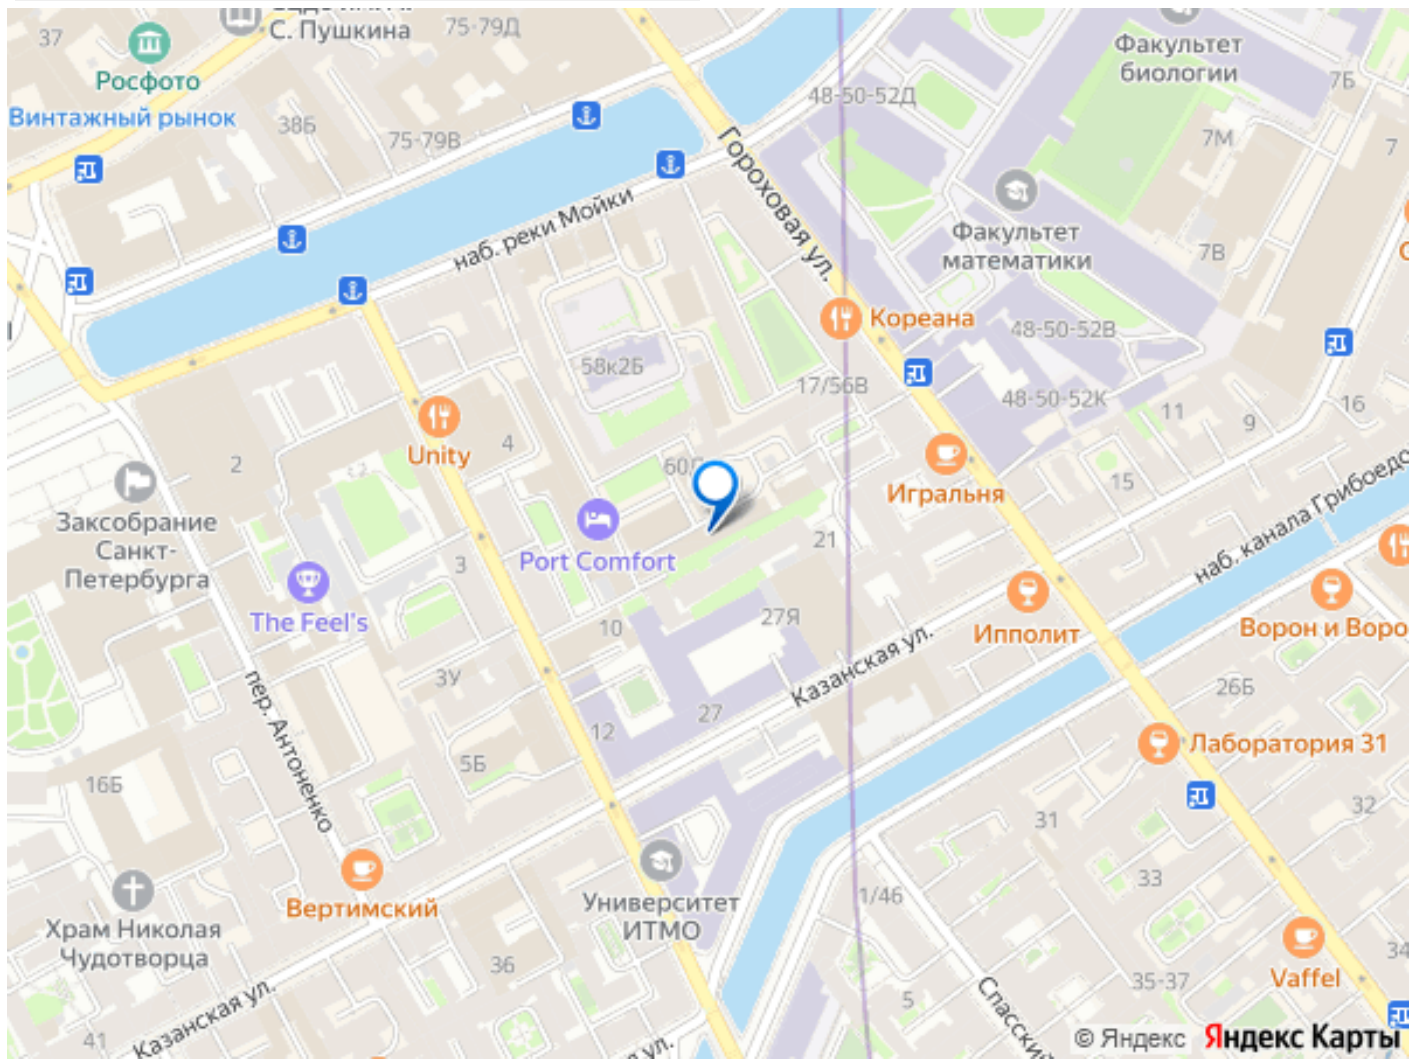 37
С. Пушкина
75-79Д
Росфото
Винтажный рынок
38Б
75-79В
48-50-52Д
Факультет
биологии
7Б
7М
7
Гороховая ул.
наб. реки Мойки
Факультет
математики
7В
Кореана
48-50-52В
58к2Б
17/56В
48-50-52К
11
9
16
Unity
4
2
60Д
Игральня
15
Заксобрание
Санкт-
Петербурга
Port Comfort
21
наб. канала Грибоедо
3
The Feel's
10
27Я
Ипполит
Ворон и Воро
Казанская ул.
3У
26Б
пер. Антоненко
12
27
Лаборатория 31
5Б
16Б
31
32
Университет
ИТМО
33
1/46
Вертимский
Храм Николая
Чудотворца
36
Vaffel
34
35-37
5
Спасский
Казанская ул.
41
ул.
© Яндекс Яндекс Карты